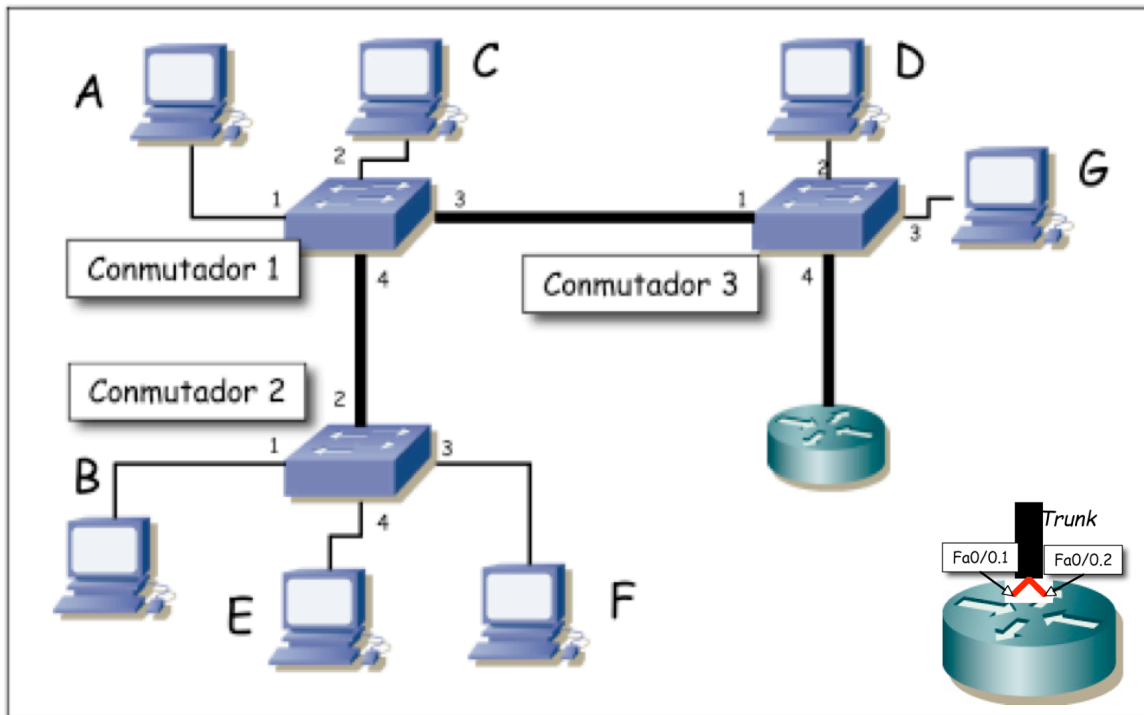 A
C
D
G
2
2
1
3
1
3
Conmutador 1
4
Conmutador 3
4
Conmutador 2
2
1
3
B
4
E
F
Trunk
Fa0/0.1
Fa0/0.2